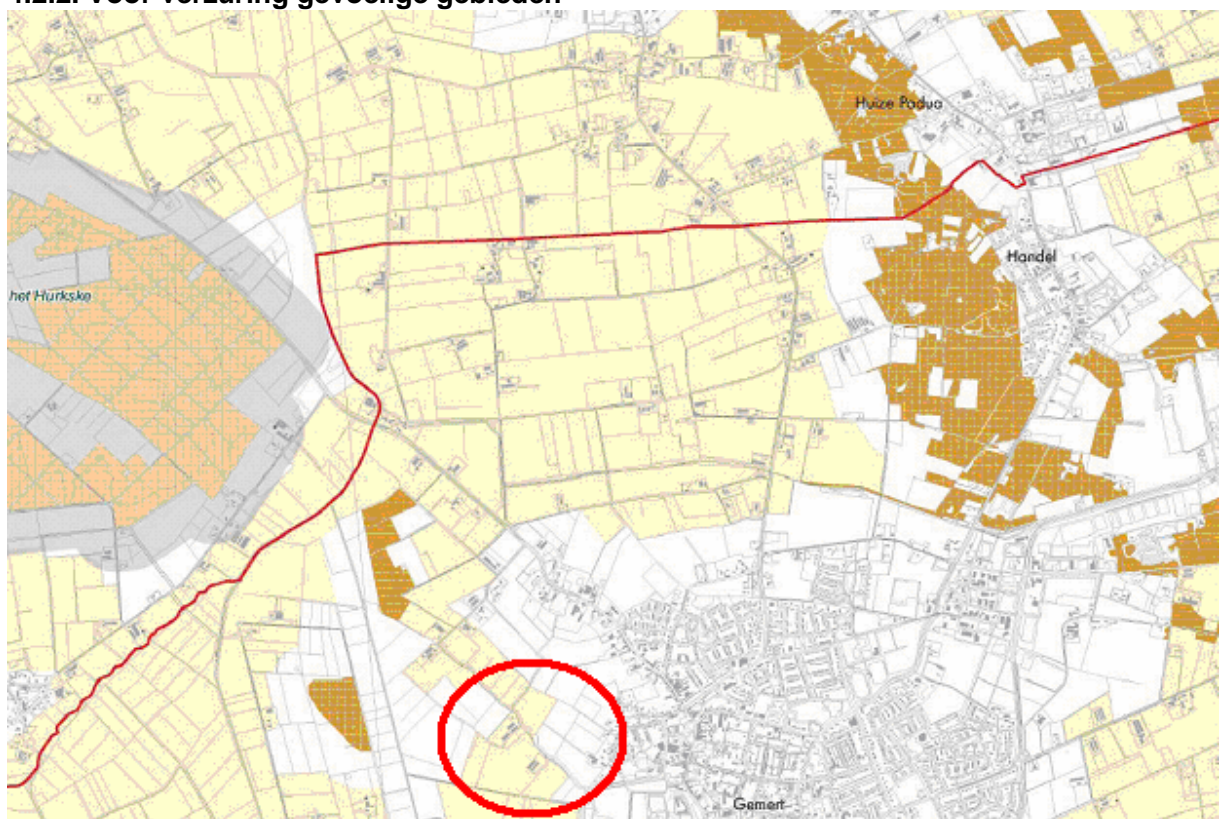 4.2.2. Voor verzuring gevoelige gebieden
Huize Padua
Handel
het Hurkske
Gemert